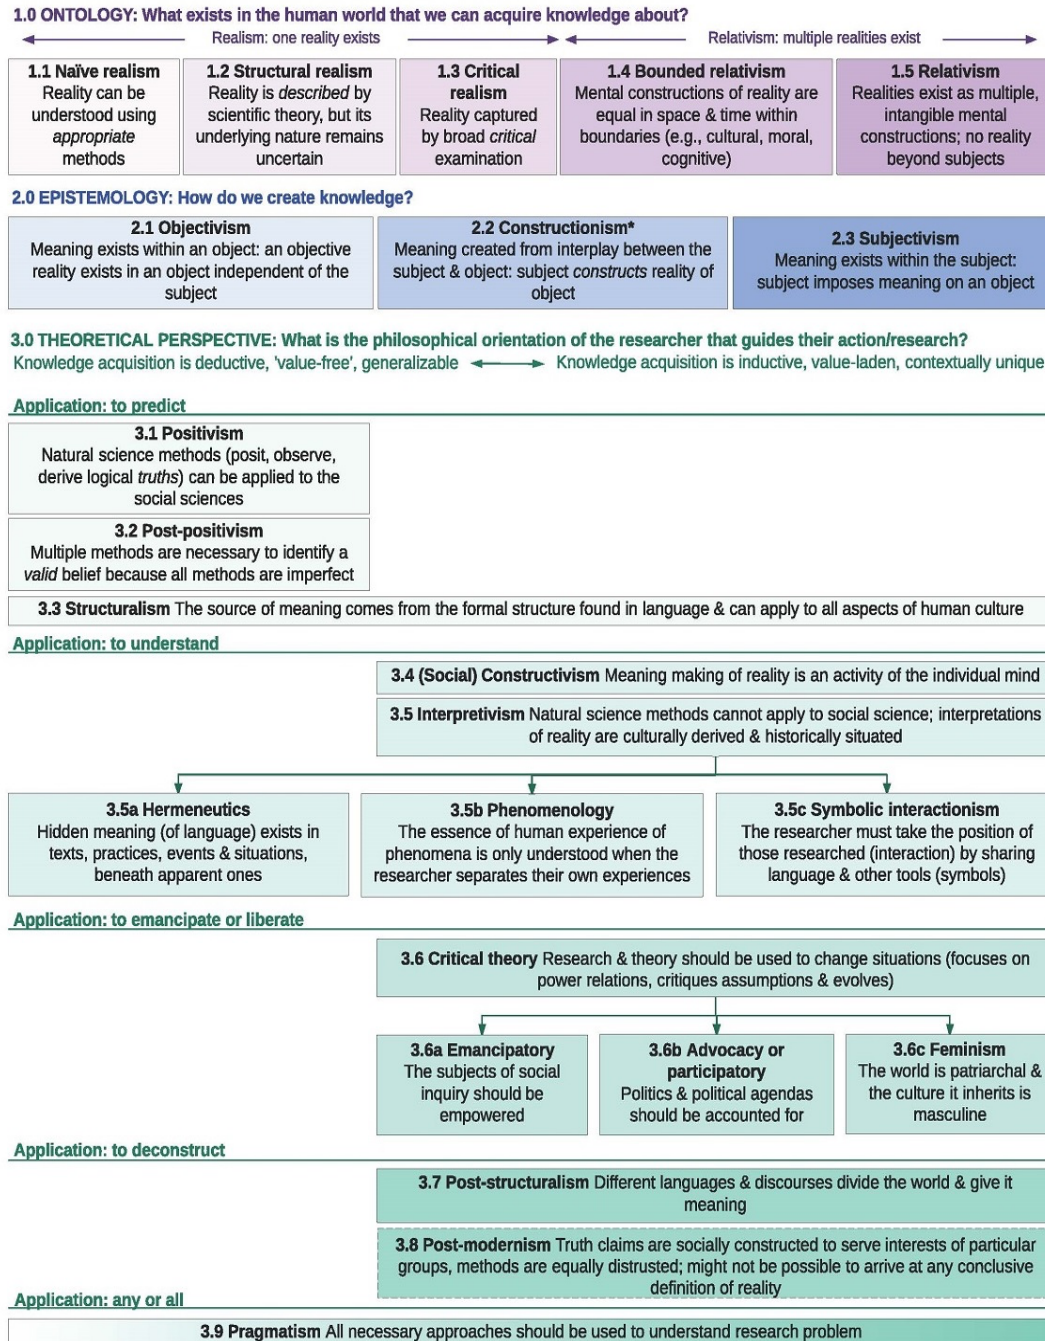 1.0 ONTOLOGY: What exists in the human world that we can acquire knowledge about?
Realism: one reality exists
Relativism: multiple realities exist
1.1 Naïve realism
Reality can be
understood using
appropriate
methods
1.2 Structural realism
Reality is described by
scientific theory, but its
underlying nature remains
uncertain
1.3 Critical
realism
Reality captured
by broad critical
examination
1.4 Bounded relativism
Mental constructions of reality are
equal in space & time within
boundaries (e.g., cultural, moral,
cognitive)
1.5 Relativism
Realities exist as multiple,
intangible mental
constructions; no reality
beyond subjects
2.0 EPISTEMOLOGY: How do we create knowledge?
2.1 Objectivism
Meaning exists within an object: an objective
reality exists in an object independent of the
subject
2.2 Constructionism*
Meaning created from interplay between the
subject & object: subject constructs reality of
object
2.3 Subjectivism
Meaning exists within the subject:
subject imposes meaning on an object
3.0 THEORETICAL PERSPECTIVE: What is the philosophical orientation of the researcher that guides their action/research?
Knowledge acquisition is deductive, 'value-free', generalizable
Knowledge acquisition is inductive, value-laden, contextually unique
Application: to predict
3.1 Positivism
Natural science methods (posit, observe,
derive logical truths) can be applied to the
social sciences
3.2 Post-positivism
Multiple methods are necessary to identify a
valid belief because all methods are imperfect
3.3 Structuralism The source of meaning comes from the formal structure found in language & can apply to all aspects of human culture
Application: to understand
3.4 (Social) Constructivism Meaning making of reality is an activity of the individual mind
3.5 Interpretivism Natural science methods cannot apply to social science; interpretations
of reality are culturally derived & historically situated
3.5a Hermeneutics
Hidden meaning (of language) exists in
texts, practices, events & situations,
beneath apparent ones
3.5b Phenomenology
The essence of human experience of
phenomena is only understood when the
researcher separates their own experiences
3.5c Symbolic interactionism
The researcher must take the position of
those researched (interaction) by sharing
language & other tools (symbols)
Application: to emancipate or liberate
3.6 Critical theory Research & theory should be used to change situations (focuses on
power relations, critiques assumptions & evolves)
3.6a Emancipatory
The subjects of social
inquiry should be
empowered
3.6b Advocacy or
participatory
Politics & political agendas
should be accounted for
3.6c Feminism
The world is patriarchal &
the culture it inherits is
masculine
Application: to deconstruct
3.7 Post-structuralism Different languages & discourses divide the world & give it
meaning
3.8 Post-modernism Truth claims are socially constructed to serve interests of particular
groups, methods are equally distrusted; might not be possible to arrive at any conclusive
definition of reality
Application: any or all
3.9 Pragmatism All necessary approaches should be used to understand research problem